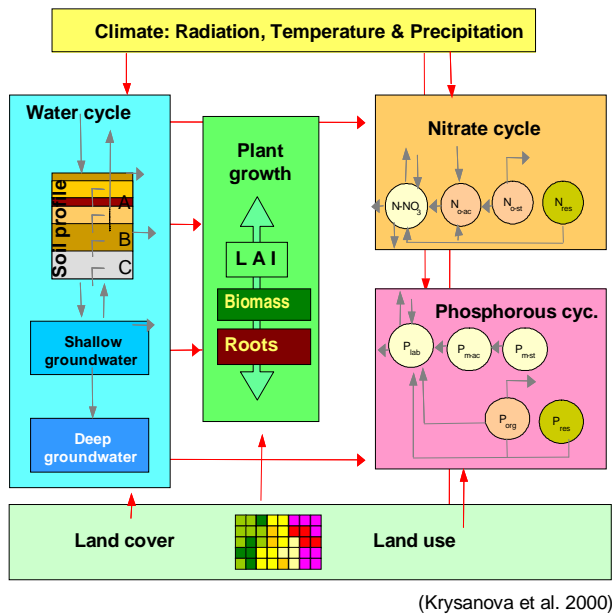 Climate: Radiation, Temperature & Precipitation
Water cycle
Soil profile
A
B
C
Shallow
groundwater
Deep
groundwater
Plant
growth
L A I
Biomass
Roots
Nitrate cycle
N-NO3
No-ac
No-st
Nres
Phosphorous cyc.
Plab
Pm-ac
Pm-st
Porg
Pres
Land cover
Land use
(Krysanova et al. 2000)